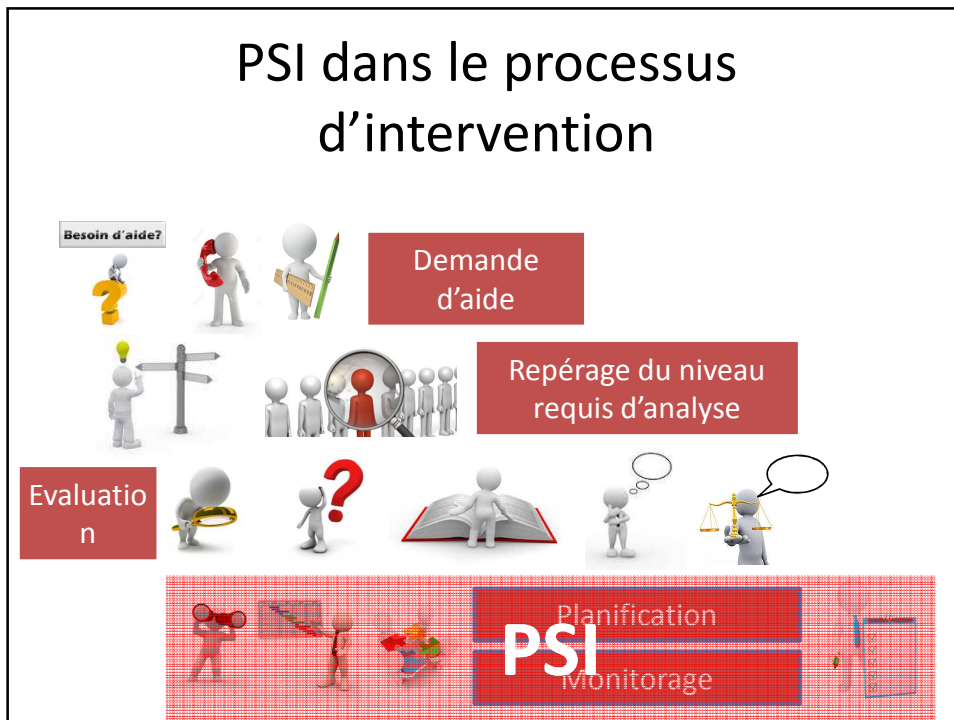 PSI dans le processus
d’intervention
Besoin d'aide?
Demande
d’aide
Repérage du niveau
requis d’analyse
Evaluatio
n
Planification
PSI
Monitorage